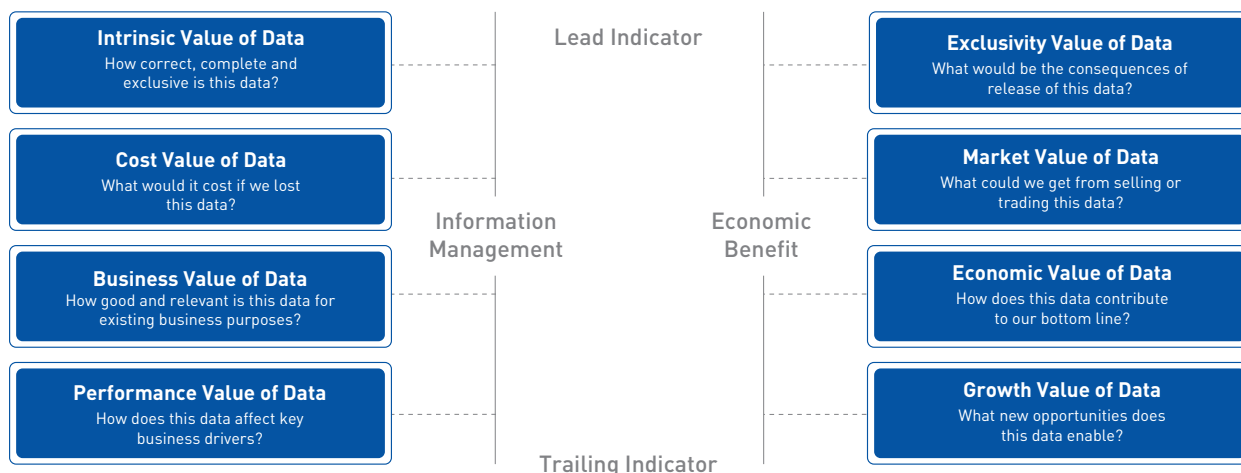 Intrinsic Value of Data
How correct, complete and
exclusive is this data?
Cost Value of Data
What would it cost if we lost
this data?
Business Value of Data
How good and relevant is this data for
existing business purposes?
Performance Value of Data
How does this data affect key
business drivers?
Lead Indicator
Information
Management
Economic
Benefit
Trailing Indicator
Exclusivity Value of Data
What would be the consequences of
release of this data?
Market Value of Data
What could we get from selling or
trading this data?
Economic Value of Data
How does this data contribute
to our bottom line?
Growth Value of Data
What new opportunities does
this data enable?